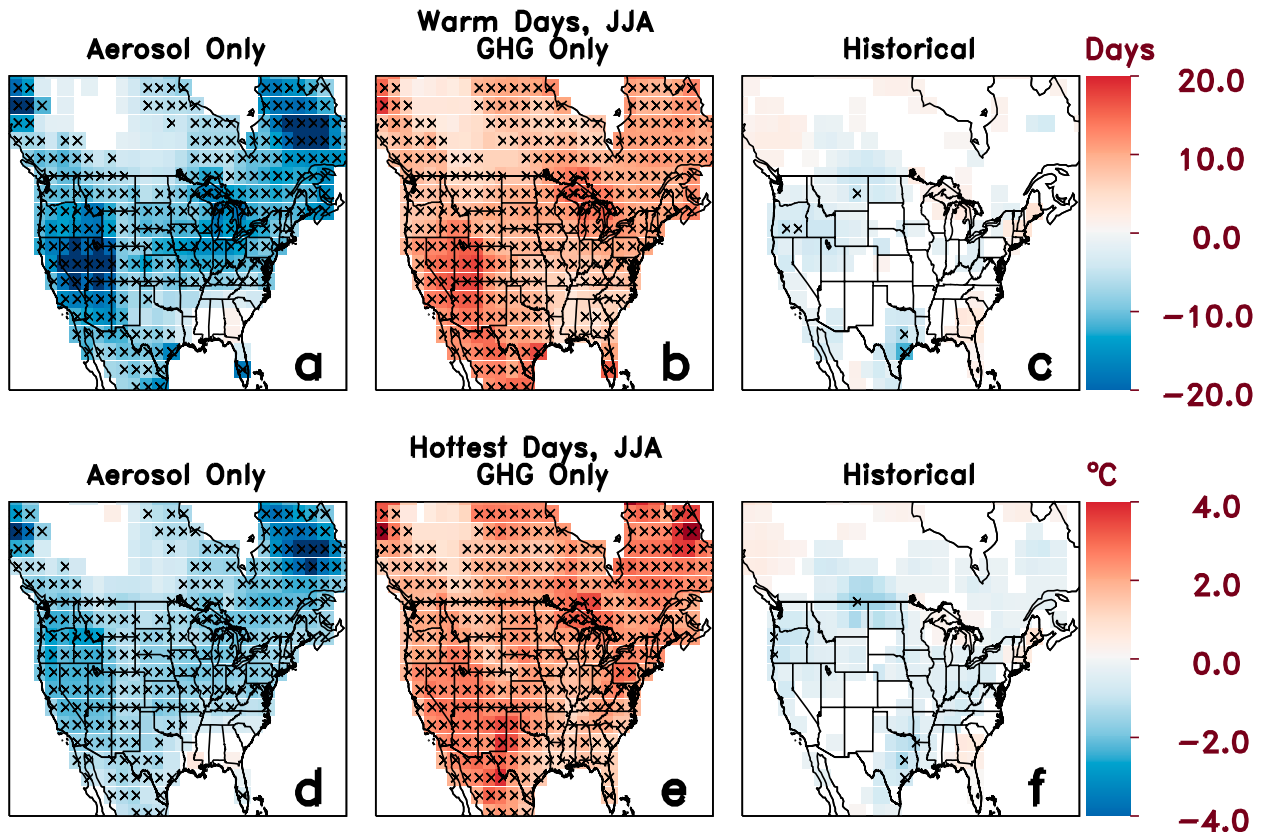 Warm Days, JJA
Aerosol Only
GHG Only
Historical
Days
20.0
10.0
0.0
−10.0
−20.0
a
b
c
Hottest Days, JJA
Aerosol Only
GHG Only
Historical
°C
4.0
2.0
0.0
−2.0
−4.0
d
e
f